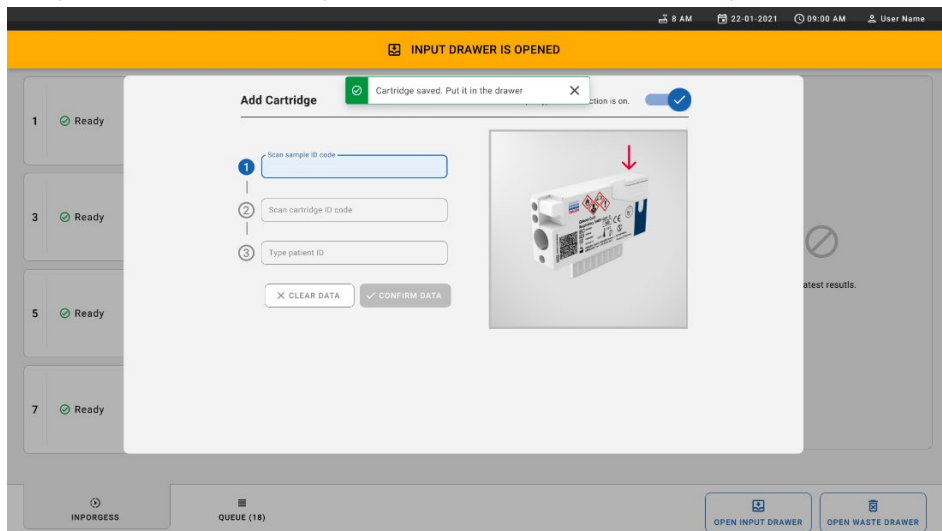 8 AM 22-01-2021 09:00 AM User Name
INPUT DRAWER IS OPENED
Add Cartridge
Cartridge saved. Put it in the drawer
is on.
1 Ready
3 Ready
5 Ready
7 Ready
1 Scan sample ID code
2 Scan cartridge ID code
3 Type patient ID
CLEAR DATA CONFIRM DATA
atest resutls.
INPORGESS
QUEUE (18)
OPEN INPUT DRAWER
OPEN WASTE DRAWER